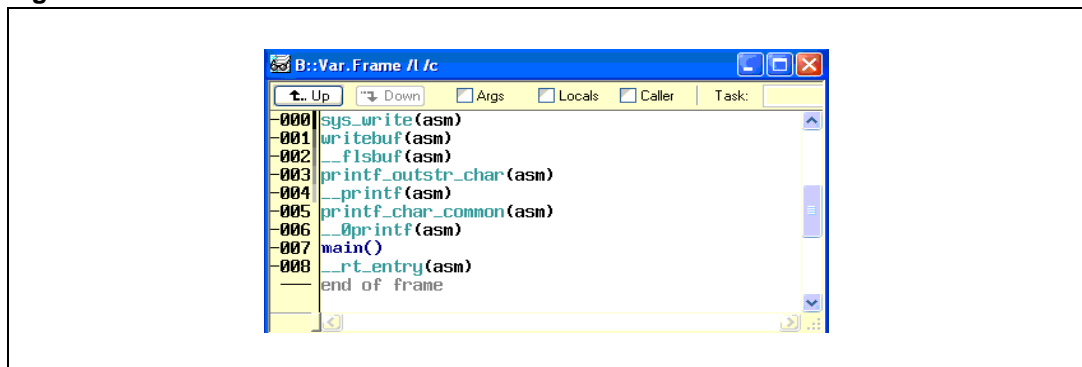 B::Var.Frame /l /c
Up Down Args Locals Caller Task:
-000 sys_write(asm)
-001 writebuf(asm)
-002 __flsbuf(asm)
-003 printf_outstr_char(asm)
-004 __printf(asm)
-005 printf_char_common(asm)
-006 __0printf(asm)
-007 main()
-008 __rt_entry(asm)
end of frame